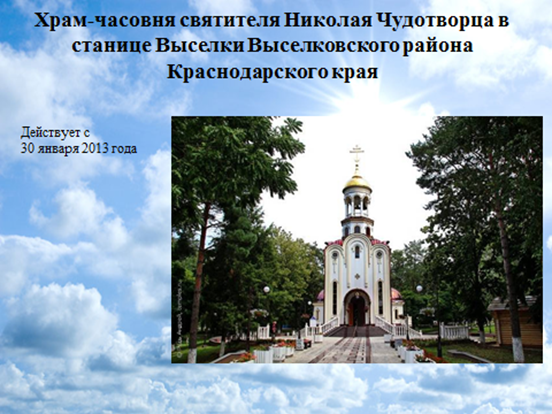 Храм-часовня святителя Николая Чудотворца в
станице Выселки Выселковского района
Краснодарского края
Действует с
30 января 2013 года